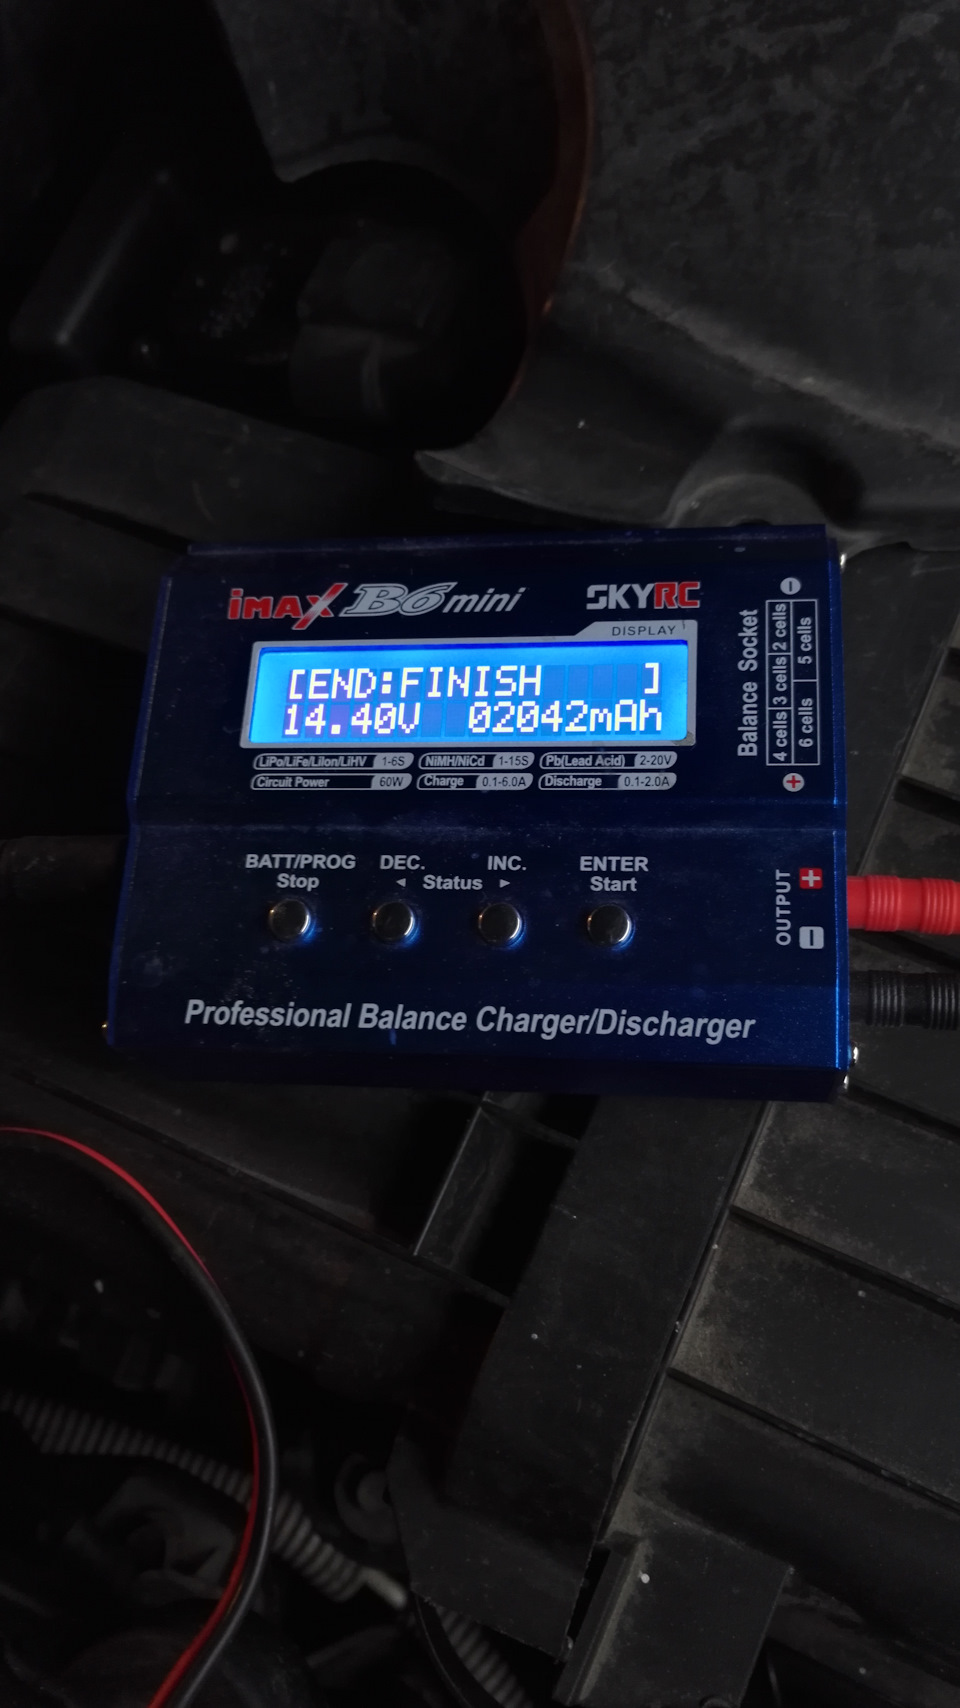 iMAX B6 mini
SKYRC
DISPLAY
[END:FINISH ]
14.40V 02042mAh
LiPo/LiFe/LiIon/LiHV 1-6S NiMH/NiCd 1-15S Pb(Lead Acid) 2-20V
Circuit Power 60W Charge 0.1-6.0A Discharge 0.1-2.0A
Balance Socket
4 cells 3 cells 2 cells
6 cells 5 cells
BATT/PROG DEC. INC. ENTER
Stop ◄ Status ► Start
OUTPUT
Professional Balance Charger/Discharger